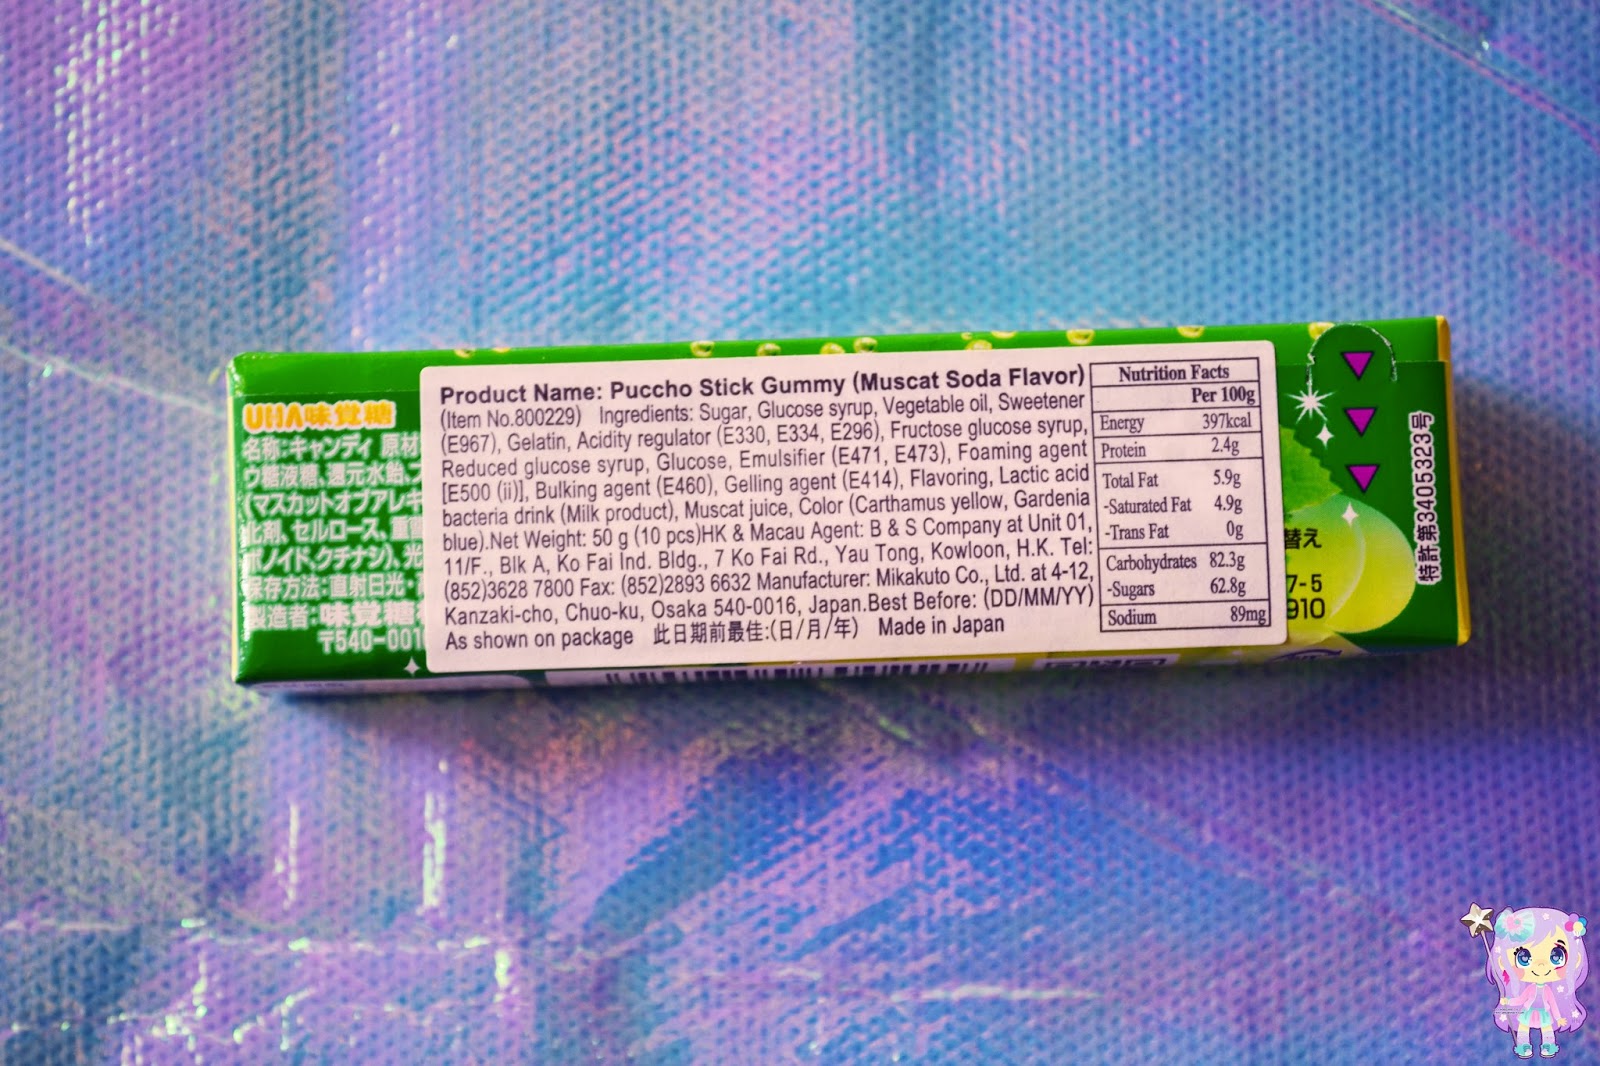 UHA味覚糖
名称:キャンディ 原材
ウ糖液糖、還元水飴、
(マスカットオブアレキ
化剤、セルロース、重
ボノイド、クチナシ)、光
保存方法:直射日光・
製造者:味覚糖
〒540-001
Product Name: Puccho Stick Gummy (Muscat Soda Flavor)
(Item No.800229) Ingredients: Sugar, Glucose syrup, Vegetable oil, Sweetener
(E967), Gelatin, Acidity regulator (E330, E334, E296), Fructose glucose syrup,
Reduced glucose syrup, Glucose, Emulsifier (E471, E473), Foaming agent
[E500 (ii)], Bulking agent (E460), Gelling agent (E414), Flavoring, Lactic acid
bacteria drink (Milk product), Muscat juice, Color (Carthamus yellow, Gardenia
blue).Net Weight: 50 g (10 pcs)HK & Macau Agent: B & S Company at Unit 01,
11/F., Blk A, Ko Fai Ind. Bldg., 7 Ko Fai Rd., Yau Tong, Kowloon, H.K. Tel:
(852)3628 7800 Fax: (852)2893 6632 Manufacturer: Mikakuto Co., Ltd. at 4-12,
Kanzaki-cho, Chuo-ku, Osaka 540-0016, Japan.Best Before: (DD/MM/YY)
As shown on package 此日期前最佳:(日/月/年) Made in Japan
Nutrition Facts
Per 100g
Energy 397kcal
Protein 2.4g
Total Fat 5.9g
-Saturated Fat 4.9g
-Trans Fat 0g
Carbohydrates 82.3g
-Sugars 62.8g
Sodium 89mg
替え
7-5
910
特許第3405323号